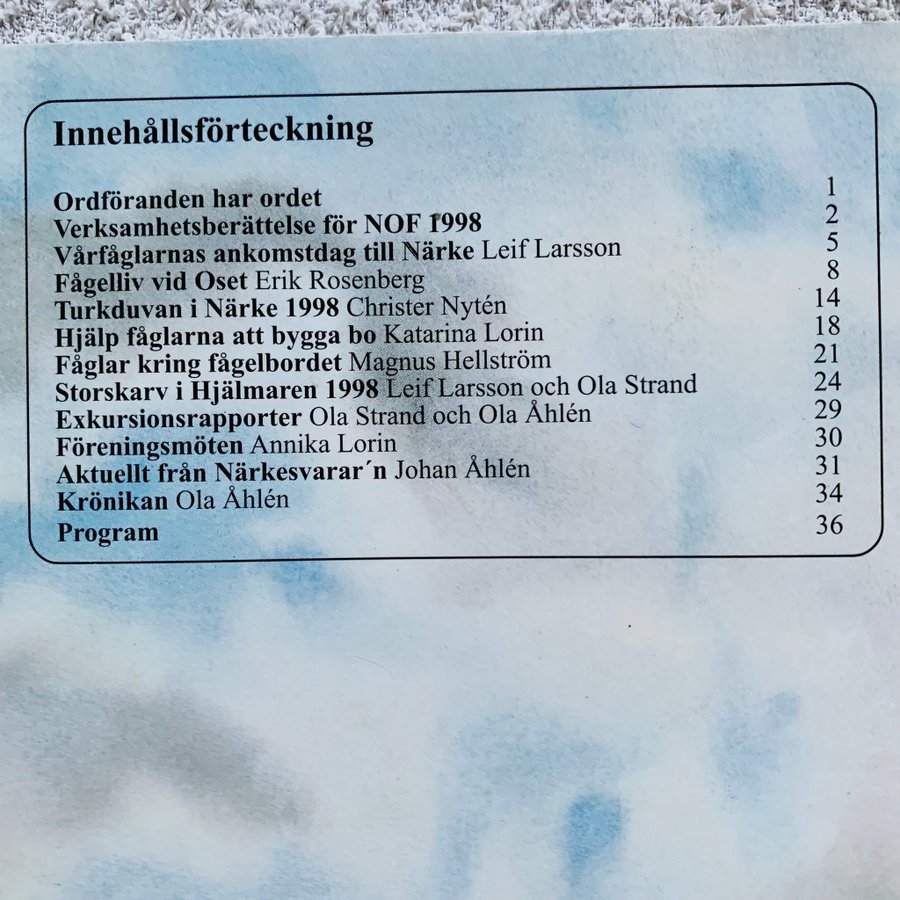 Innehållsförteckning
Ordföranden har ordet 1
Verksamhetsberättelse för NOF 1998 2
Vårfåglarnas ankomstdag till Närke Leif Larsson 5
Fågelliv vid Oset Erik Rosenberg 8
Turkduvan i Närke 1998 Christer Nytén 14
Hjälp fåglarna att bygga bo Katarina Lorin 18
Fåglar kring fågelbordet Magnus Hellström 21
Storskarv i Hjälmaren 1998 Leif Larsson och Ola Strand 24
Exkursionsrapporter Ola Strand och Ola Åhlén 29
Föreningsmöten Annika Lorin 30
Aktuellt från Närkesvarar´n Johan Åhlén 31
Krönikan Ola Åhlén 34
Program 36